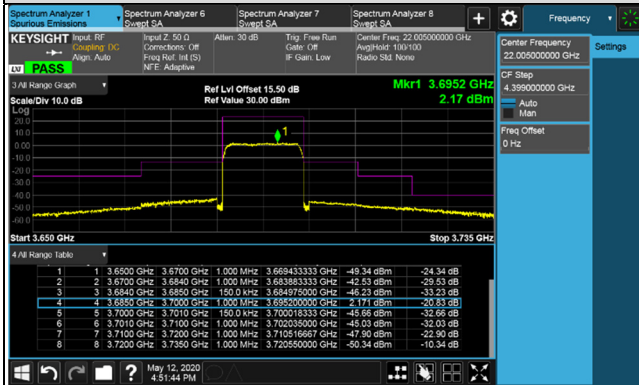 Spectrum Analyzer 1
Spurious Emissions
Spectrum Analyzer 6
Swept SA
Spectrum Analyzer 7
Swept SA
Spectrum Analyzer 8
Swept SA
+
Frequency
KEYSIGHT
Input: RF
Coupling: DC
Align: Auto
Input Z: 50 Ω
Corrections: Off
Freq Ref: Int (S)
NFE: Adaptive
Atten: 30 dB
Trig: Free Run
Gate: Off
IF Gain: Low
Center Freq: 22.005000000 GHz
Avg|Hold: 100/100
Radio Std: None
LXI PASS
Center Frequency
22.005000000 GHz
Settings
CF Step
4.399000000 GHz
Auto
Man
Freq Offset
0 Hz
3 All Range Graph
Ref Lvl Offset 15.50 dB
Mkr1 3.6952 GHz
Scale/Div 10.0 dB
Ref Value 30.00 dBm
2.17 dBm
Log
20.0
10.0
0.00
-10.0
-20.0
-30.0
-40.0
-50.0
-60.0
1
Start 3.650 GHz
Stop 3.735 GHz
4 All Range Table
1 1 3.6500 GHz 3.6700 GHz 1.000 MHz 3.669433333 GHz -49.34 dBm -24.34 dB
2 2 3.6700 GHz 3.6840 GHz 1.000 MHz 3.683883333 GHz -42.53 dBm -29.53 dB
3 3 3.6840 GHz 3.6850 GHz 150.0 kHz 3.684975000 GHz -46.23 dBm -33.23 dB
4 4 3.6850 GHz 3.7000 GHz 1.000 MHz 3.695200000 GHz 2.171 dBm -20.83 dB
5 5 3.7000 GHz 3.7010 GHz 150.0 kHz 3.700018333 GHz -45.66 dBm -32.66 dB
6 6 3.7010 GHz 3.7100 GHz 1.000 MHz 3.702035000 GHz -45.03 dBm -32.03 dB
7 7 3.7100 GHz 3.7200 GHz 1.000 MHz 3.710516667 GHz -47.90 dBm -22.90 dB
8 8 3.7200 GHz 3.7350 GHz 1.000 MHz 3.720550000 GHz -50.34 dBm -10.34 dB
?
May 12, 2020
4:51:44 PM